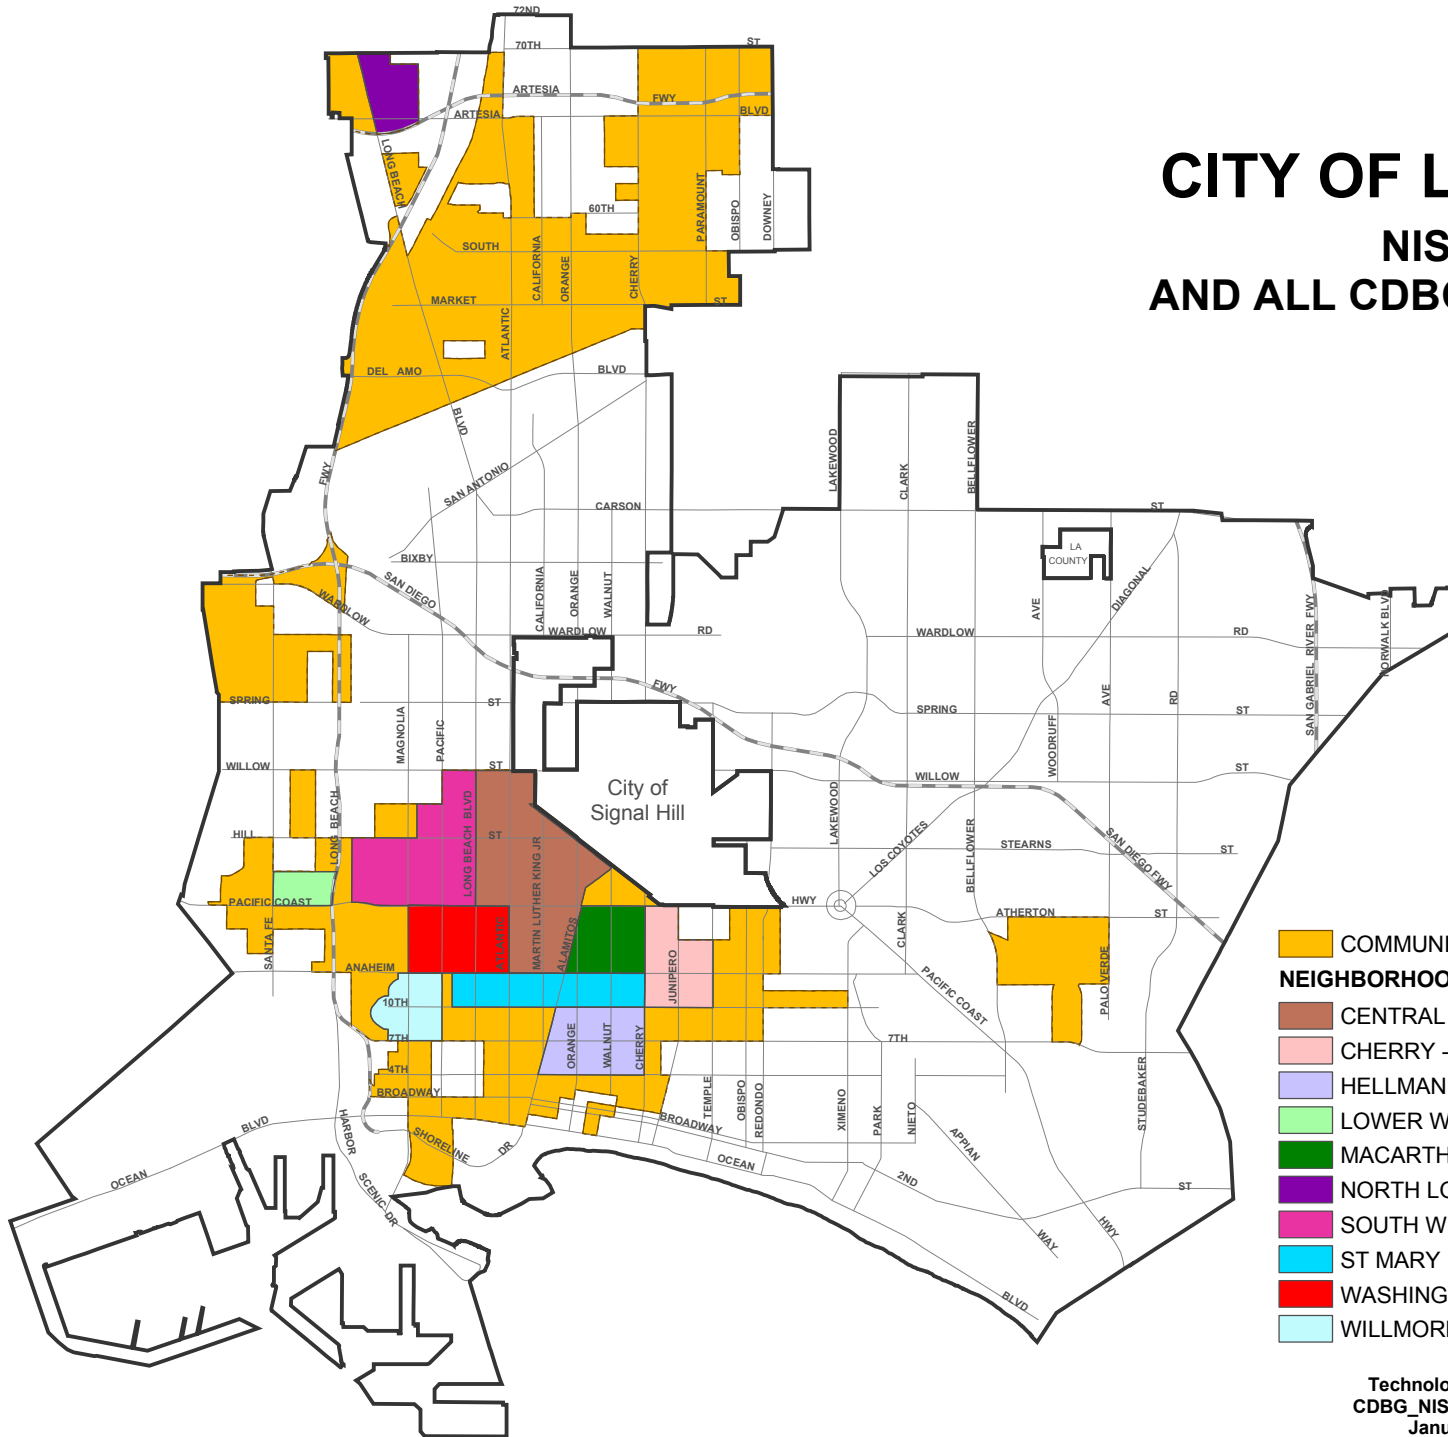 72ND
70TH
ST
ARTESIA
FWY
ARTESIA
BLVD
LONG BEACH
60TH
PARAMOUNT
OBISPO
DOWNEY
SOUTH
CALIFORNIA
ORANGE
CHERRY
MARKET
ST
ATLANTIC
DEL AMO
BLVD
BLVD
CITY OF L
NIS
AND ALL CDB
FWY
SAN ANTONIO
LAKEWOOD
CLARK
BELLFLOWER
CARSON
ST
BIXBY
LA
COUNTY
SAN DIEGO
WARDLOW
CALIFORNIA
ORANGE
WALNUT
WARDLOW
RD
AVE
DIAGONAL
WARDLOW
RD
SAN GABRIEL RIVER FWY
NORWALK BLVD
SPRING
ST
FWY
SPRING
ST
MAGNOLIA
PACIFIC
WOODRUFF
AVE
RD
WILLOW
ST
WILLOW
ST
City of
Signal Hill
LONG BEACH
LONG BEACH BLVD
HILL
ST
MARTIN LUTHER KING JR
LAKEWOOD
LOS COYOTES
BELLFLOWER
STEARNS
ST
SAN DIEGO FWY
PACIFIC COAST
HWY
ATHERTON
ST
SANTA FE
ATLANTIC
ALAMITOS
CLARK
ANAHEIM
JUNIPERO
PACIFIC COAST
PALO VERDE
10TH
7TH
ORANGE
WALNUT
CHERRY
7TH
4TH
BROADWAY
TEMPLE
OBISPO
REDONDO
XIMENO
PARK
NIETO
STUDEBAKER
BLVD
HARBOR
SHORELINE
DR
BROADWAY
APPIAN
OCEAN
OCEAN
2ND
ST
SCENIC DR
WAY
HWY
BLVD
COMMUN
NEIGHBORHOO
CENTRAL
CHERRY -
HELLMAN
LOWER W
MACARTH
NORTH LO
SOUTH W
ST MARY
WASHING
WILLMOR
Technolo
CDBG_NIS
Janu